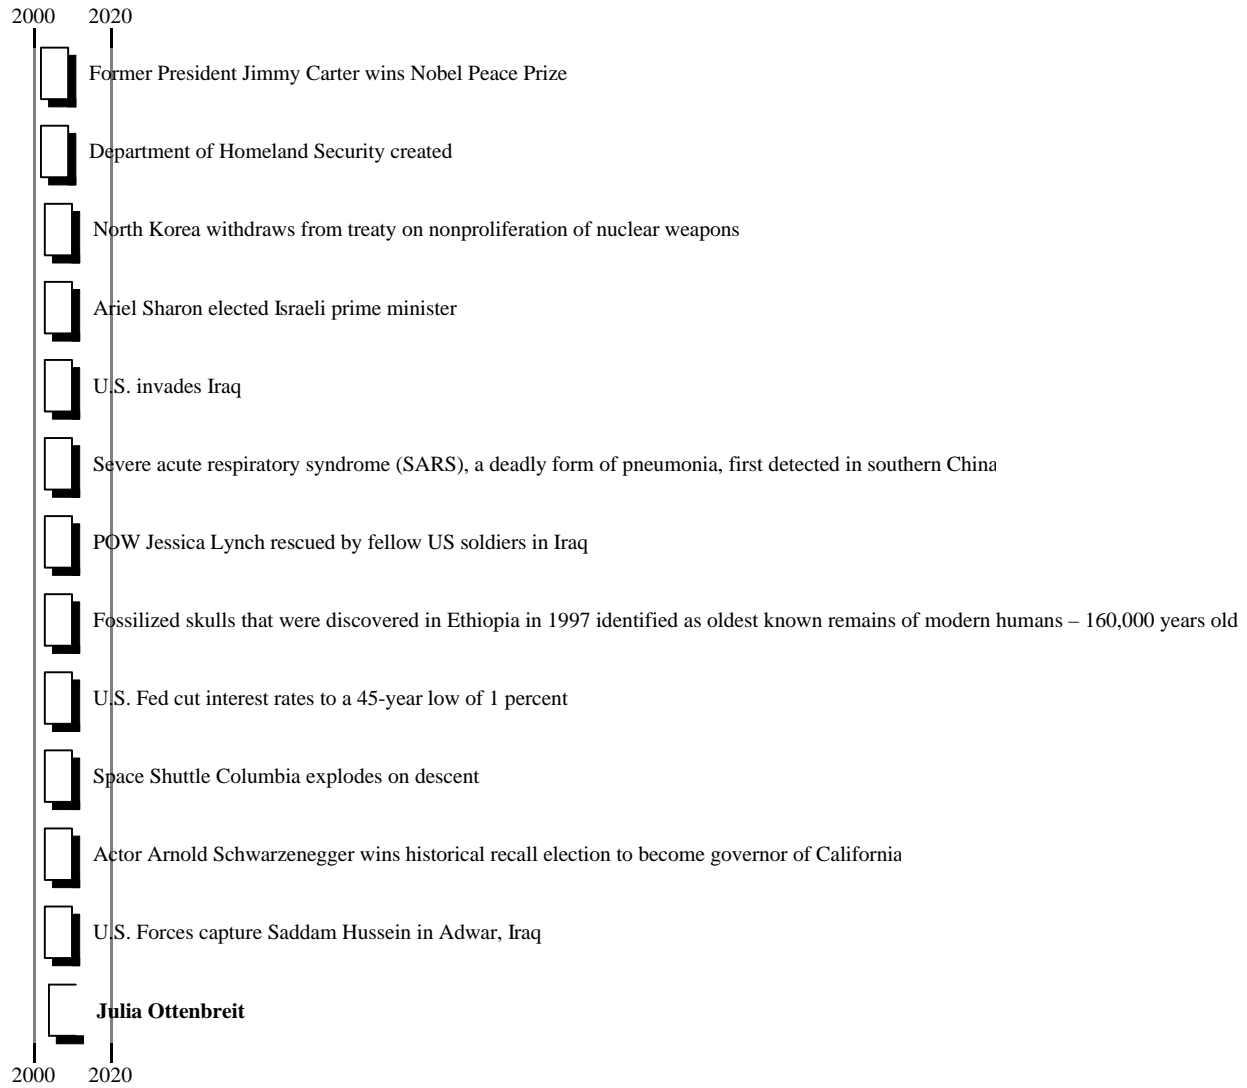 2000 2020
Former President Jimmy Carter wins Nobel Peace Prize
Department of Homeland Security created
North Korea withdraws from treaty on nonproliferation of nuclear weapons
Ariel Sharon elected Israeli prime minister
U.S. invades Iraq
Severe acute respiratory syndrome (SARS), a deadly form of pneumonia, first detected in southern China
POW Jessica Lynch rescued by fellow US soldiers in Iraq
Fossilized skulls that were discovered in Ethiopia in 1997 identified as oldest known remains of modern humans – 160,000 years old
U.S. Fed cut interest rates to a 45-year low of 1 percent
Space Shuttle Columbia explodes on descent
Actor Arnold Schwarzenegger wins historical recall election to become governor of California
U.S. Forces capture Saddam Hussein in Adwar, Iraq
Julia Ottenbreit
2000 2020